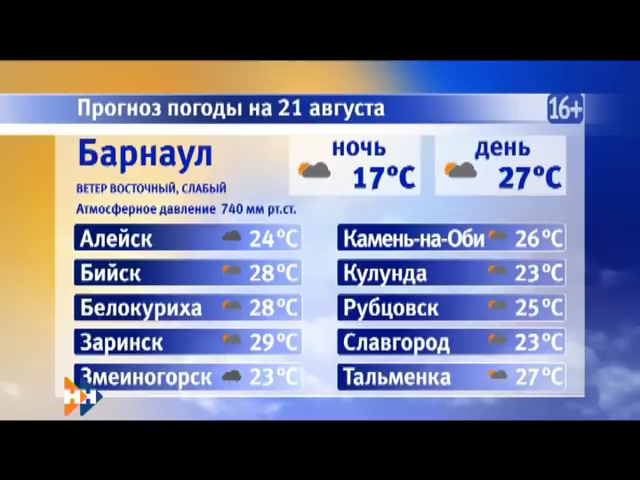 Прогноз погоды на 21 августа
16+
Барнаул
ВЕТЕР ВОСТОЧНЫЙ, СЛАБЫЙ
Атмосферное давление 740 мм рт.ст.
ночь
17°C
день
27°C
Алейск 24°C
Бийск 28°C
Белокуриха 28°C
Заринск 29°C
Змеиногорск 23°C
Камень-на-Оби 26°C
Кулунда 23°C
Рубцовск 25°C
Славгород 23°C
Тальменка 27°C
НН